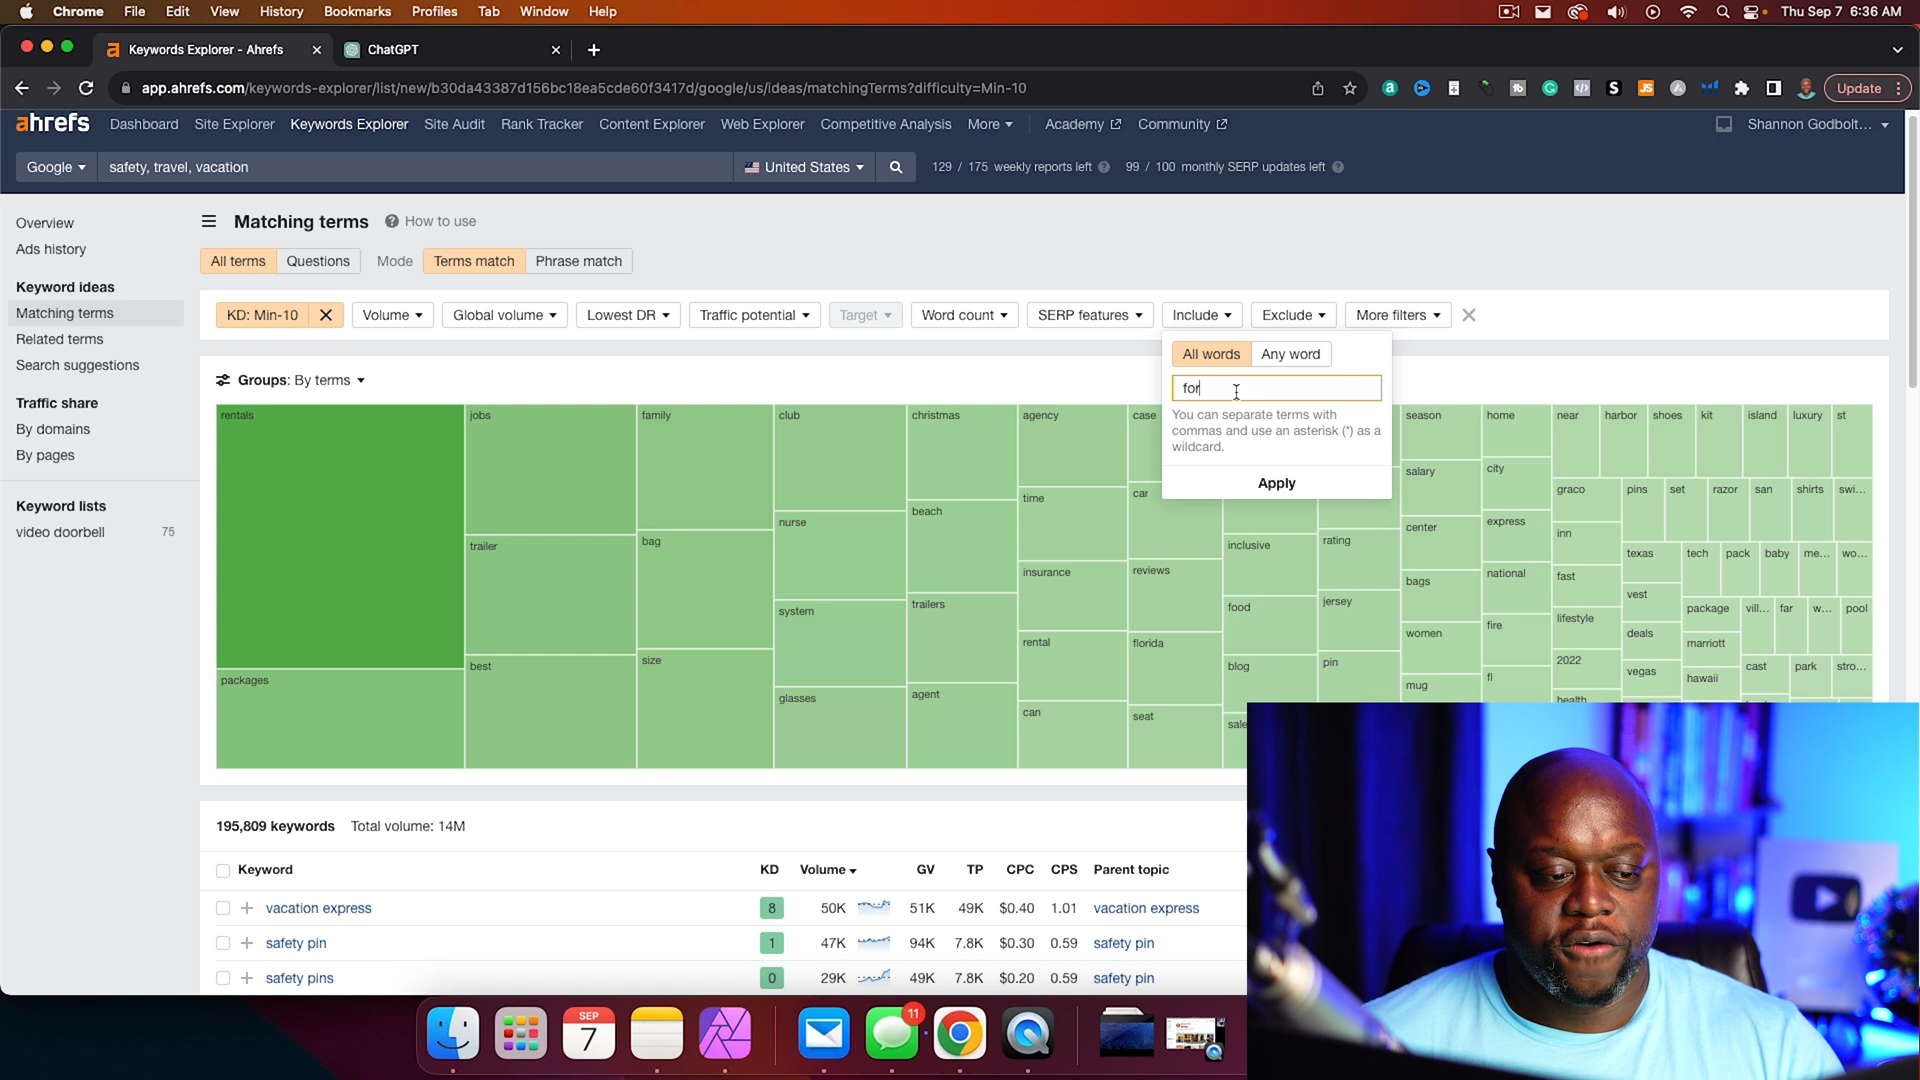 Chrome File Edit View History Bookmarks Profiles Tab Window Help Thu Sep 7 6:36 AM
Keywords Explorer - Ahrefs ChatGPT
app.ahrefs.com/keywords-explorer/list/new/b30da43387d156bc18ea5cde60f3417d/google/us/ideas/matchingTerms?difficulty=Min-10 Update
ahrefs Dashboard Site Explorer Keywords Explorer Site Audit Rank Tracker Content Explorer Web Explorer Competitive Analysis More Academy Community Shannon Godbolt...
Google safety, travel, vacation United States 129 / 175 weekly reports left 99 / 100 monthly SERP updates left
Overview
Ads history
Keyword ideas
Matching terms
Related terms
Search suggestions
Traffic share
By domains
By pages
Keyword lists
video doorbell 75
Matching terms How to use
All terms Questions Mode Terms match Phrase match
KD: Min-10 Volume Global volume Lowest DR Traffic potential Target Word count SERP features Include Exclude More filters
All words Any word
for
You can separate terms with
commas and use an asterisk (*) as a
wildcard.
Apply
Groups: By terms
rentals jobs family club christmas agency case season home near harbor shoes kit island luxury st
time car salary city graco pins set razor san shirts swi...
trailer bag nurse beach center express inn
inclusive rating texas tech pack baby me... wo...
insurance reviews bags national fast
system trailers food jersey vest package vill... far w... pool
rental florida women fire lifestyle deals marriott
best size glasses agent blog pin mug fl 2022 vegas hawaii cast park stro...
packages can seat sale health
195,809 keywords Total volume: 14M
Keyword KD Volume GV TP CPC CPS Parent topic
vacation express 8 50K 51K 49K $0.40 1.01 vacation express
safety pin 1 47K 94K 7.8K $0.30 0.59 safety pin
safety pins 0 29K 49K 7.8K $0.20 0.59 safety pin
SEP
7
11